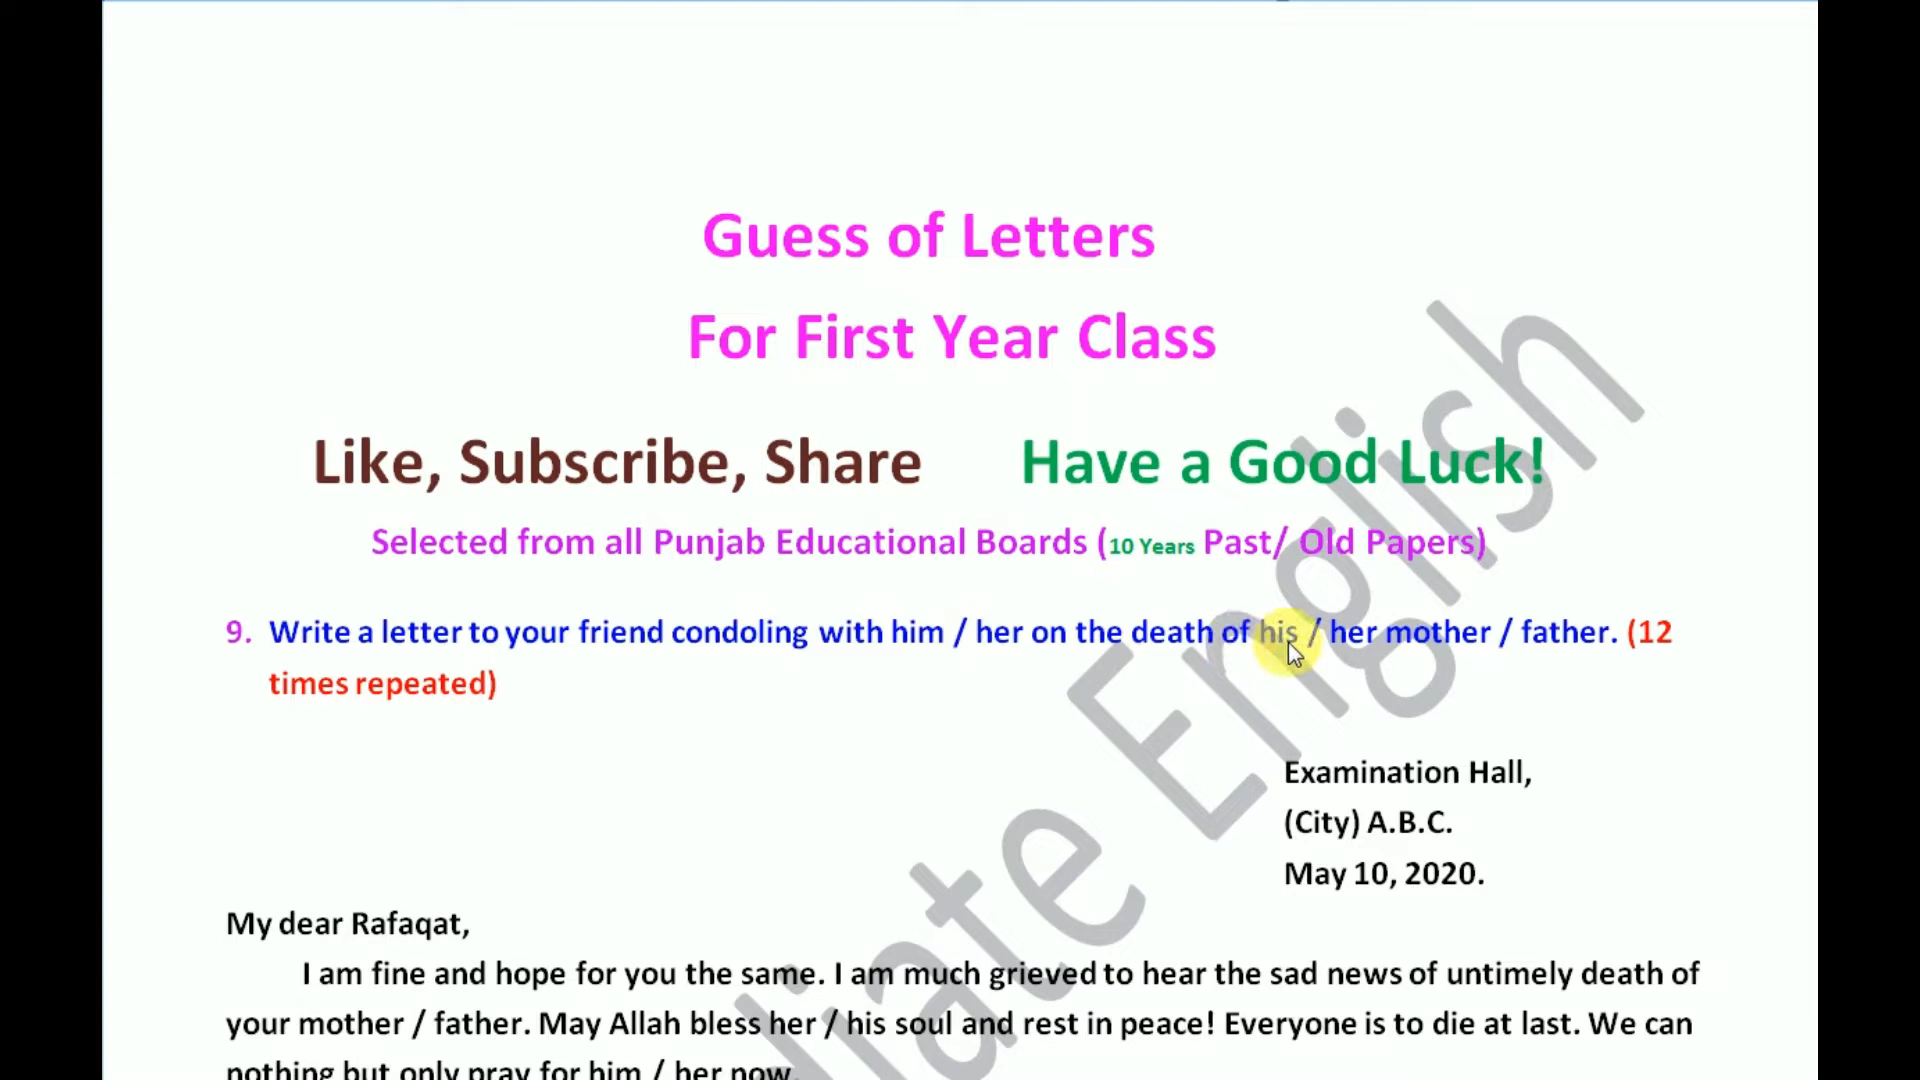 Guess of Letters
For First Year Class
Like, Subscribe, Share Have a Good Luck!
Selected from all Punjab Educational Boards (10 Years Past/ Old Papers)
9. Write a letter to your friend condoling with him / her on the death of his / her mother / father. (12
times repeated)
Examination Hall,
(City) A.B.C.
May 10, 2020.
My dear Rafaqat,
I am fine and hope for you the same. I am much grieved to hear the sad news of untimely death of
your mother / father. May Allah bless her / his soul and rest in peace! Everyone is to die at last. We can
nothing but only pray for him / her now.
diate English